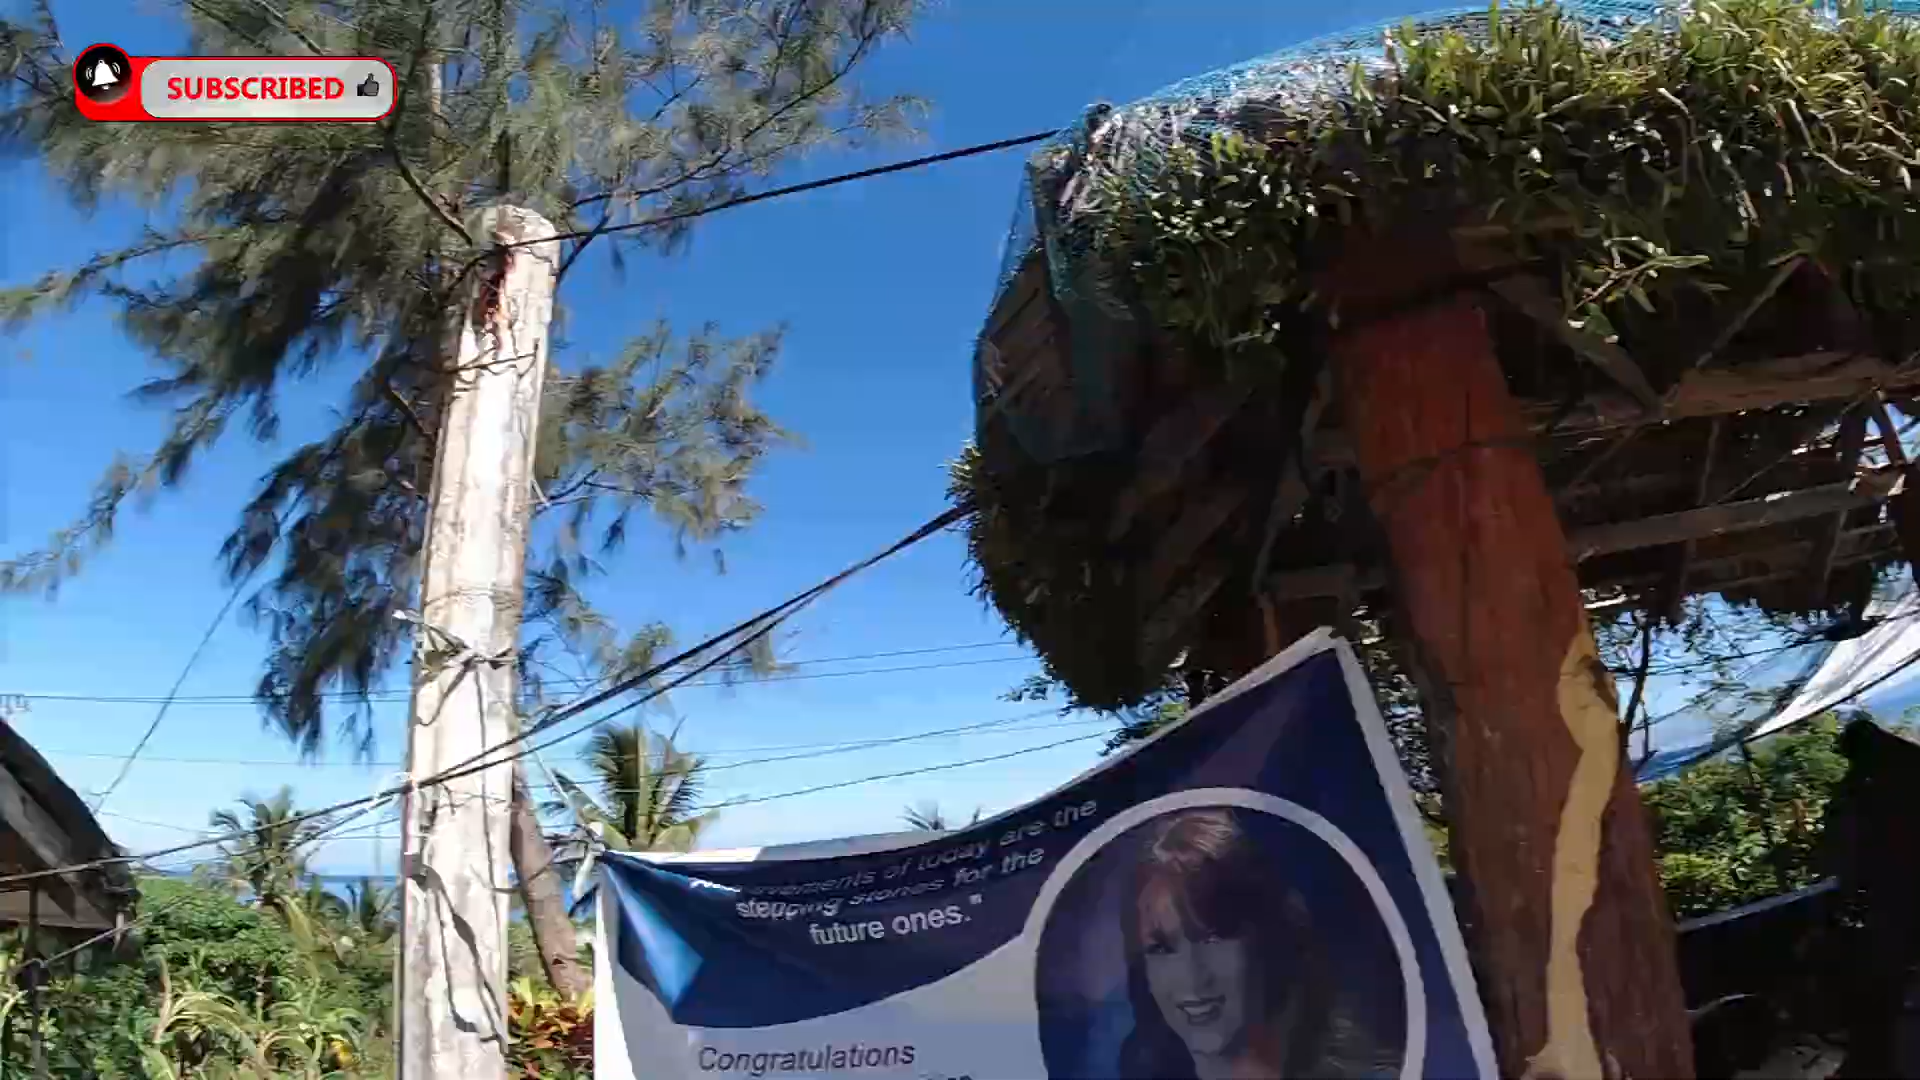 SUBSCRIBED
of today are the
stepping stones for the
future ones."
Congratulations